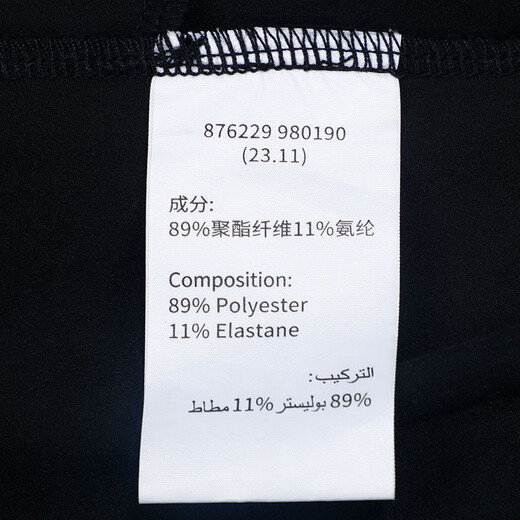 876229 980190
(23.11)
成分:
89%聚酯纤维11%氨纶
Composition:
89% Polyester
11% Elastane
التركيب:
89% بوليستر 11% مطاط